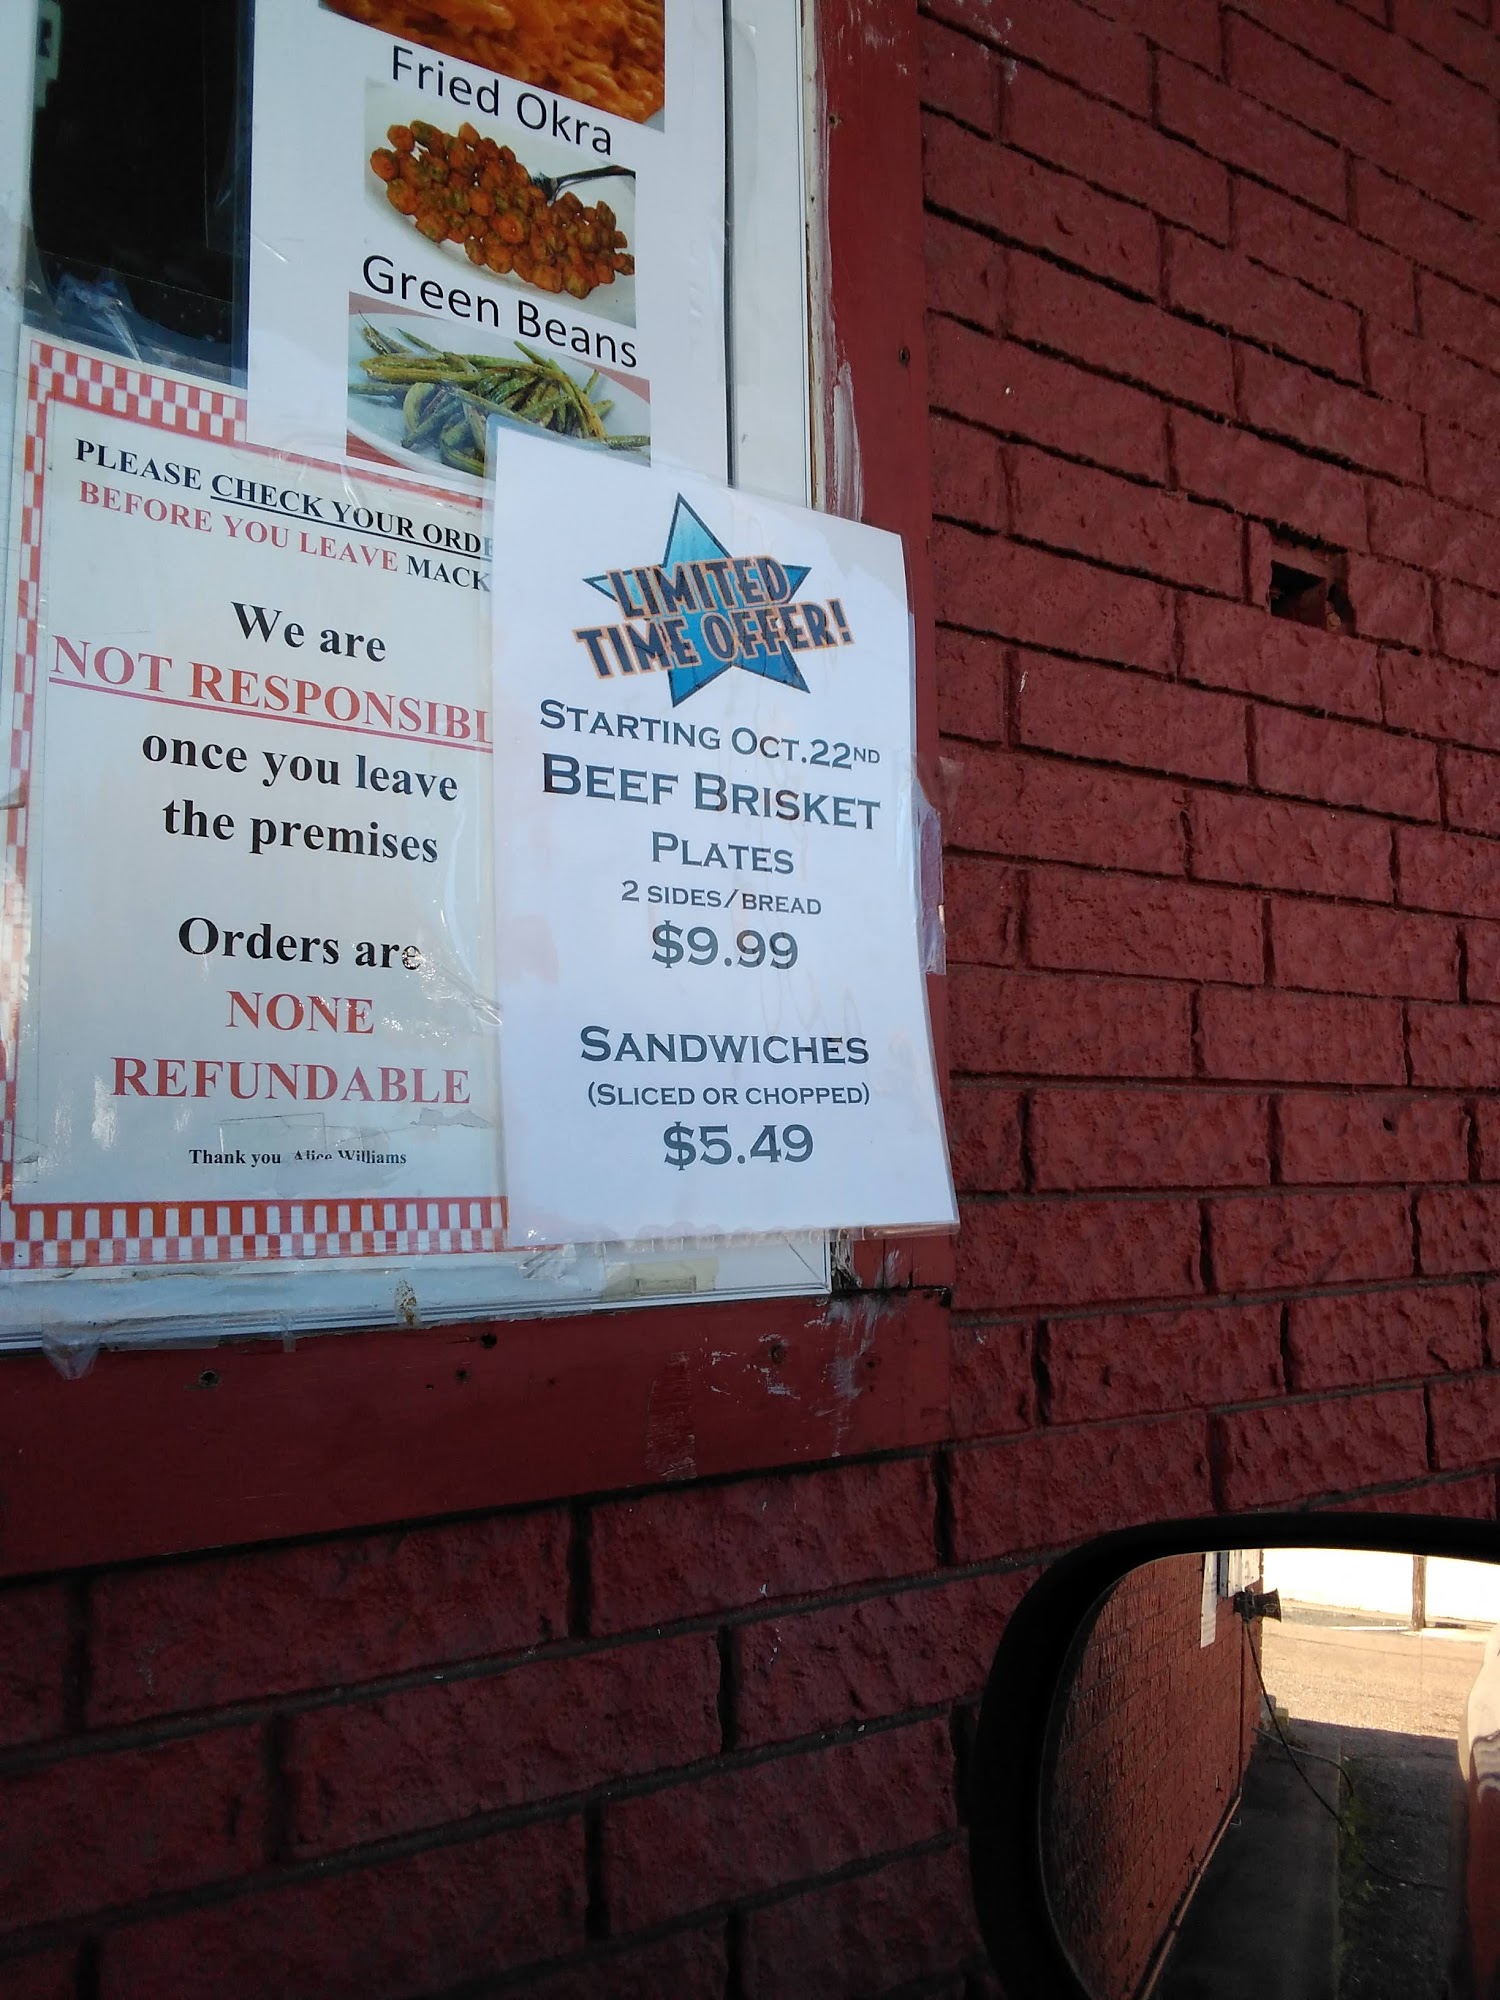 Fried Okra
Green Beans
PLEASE CHECK YOUR ORDE
BEFORE YOU LEAVE MACK
We are
NOT RESPONSIBL
once you leave
the premises
Orders are
NONE
REFUNDABLE
Thank you Alice Williams
LIMITED
TIME OFFER!
STARTING OCT.22ND
BEEF BRISKET
PLATES
2 SIDES/BREAD
$9.99
SANDWICHES
(SLICED OR CHOPPED)
$5.49